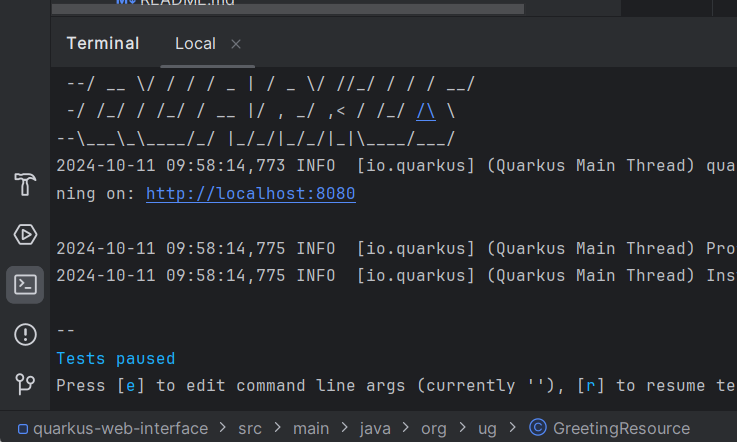 README.md
Terminal Local
--/ __ \/ / / / _ | / _ \/ //_/ / / / __/
-/ /_/ / /_/ / __ |/ , _/ ,< / /_/ /\ \
--\___\_\____/_/ |_/_/|_/_/|_|\____/___/
2024-10-11 09:58:14,773 INFO  [io.quarkus] (Quarkus Main Thread) qua
ning on: http://localhost:8080
2024-10-11 09:58:14,775 INFO  [io.quarkus] (Quarkus Main Thread) Pro
2024-10-11 09:58:14,775 INFO  [io.quarkus] (Quarkus Main Thread) Ins
--
Tests paused
Press [e] to edit command line args (currently ''), [r] to resume te
quarkus-web-interface > src > main > java > org > ug > GreetingResource